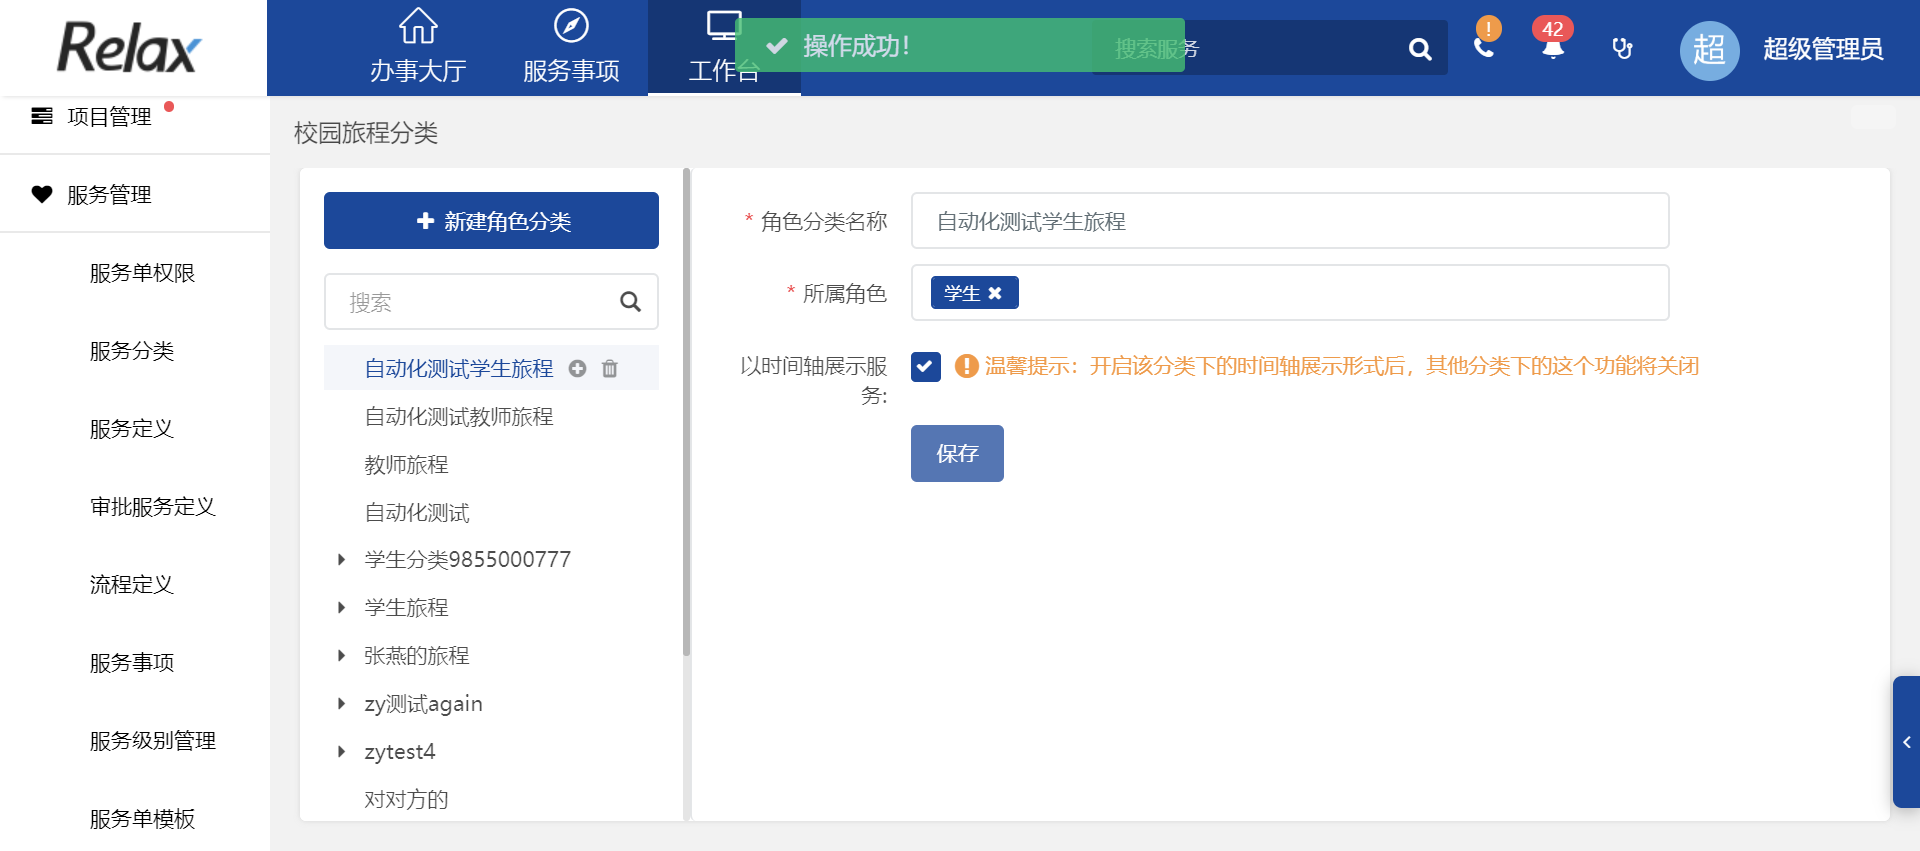 Relax
办事大厅
服务事项
工作台
操作成功！
搜索服务
!
42
超
超级管理员
项目管理
服务管理
服务单权限
服务分类
服务定义
审批服务定义
流程定义
服务事项
服务级别管理
服务单模板
校园旅程分类
新建角色分类
搜索
自动化测试学生旅程
自动化测试教师旅程
教师旅程
自动化测试
学生分类9855000777
学生旅程
张燕的旅程
zy测试again
zytest4
对对方的
* 角色分类名称
自动化测试学生旅程
* 所属角色
学生
以时间轴展示服
务:
温馨提示：开启该分类下的时间轴展示形式后，其他分类下的这个功能将关闭
保存